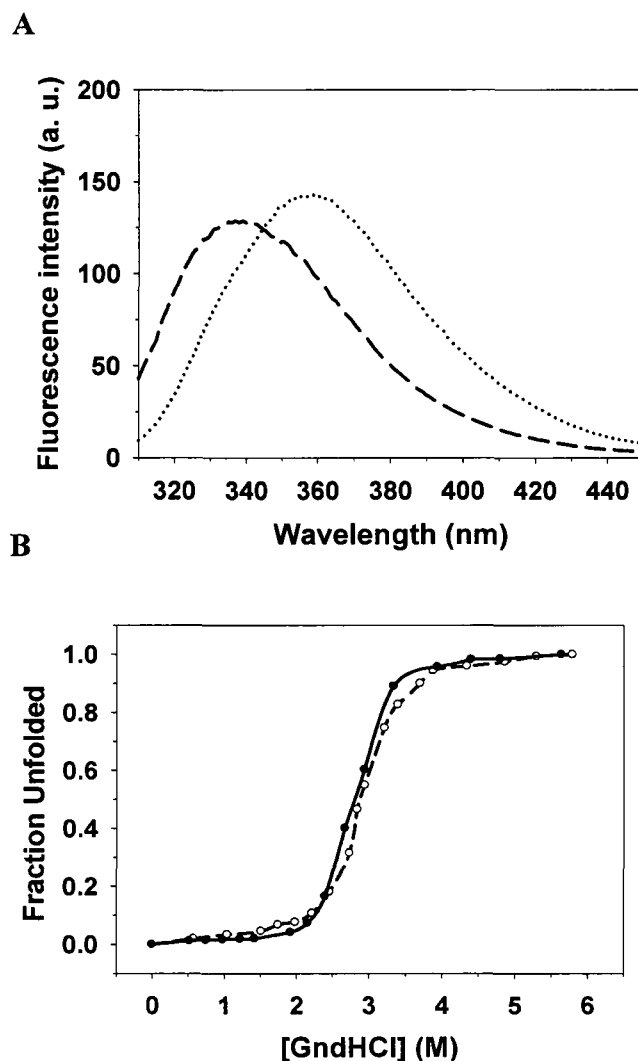 A
Fluorescence intensity (a. u.)
200
150
100
50
0
320 340 360 380 400 420 440
Wavelength (nm)
B
Fraction Unfolded
1.0
0.8
0.6
0.4
0.2
0.0
0 1 2 3 4 5 6
[GndHCl] (M)